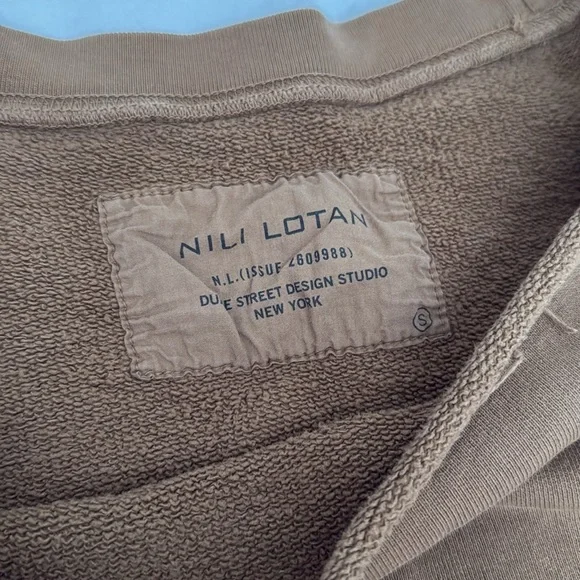 NILI LOTAN
N.L.(ISSUE 2609988)
STREET DESIGN STUDIO
NEW YORK
S